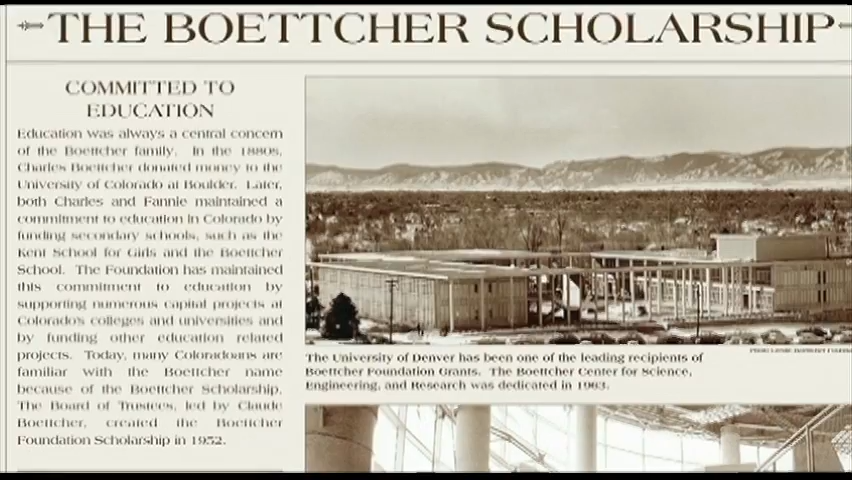 THE BOETTCHER SCHOLARSHIP
COMMITTED TO
EDUCATION
Education was always a central concern
of the Boettcher family. In the 1880s,
Charles Boettcher donated money to the
University of Colorado at Boulder. Later,
both Charles and Fannie maintained a
commitment to education in Colorado by
funding secondary schools, such as the
Kent School for Girls and the Boettcher
School. The Foundation has maintained
this commitment to education by
supporting numerous capital projects at
Colorado's colleges and universities and
by funding other education related
projects. Today, many Coloradoans are
familiar with the Boettcher name
because of the Boettcher Scholarship.
The Board of Trustees, led by Claude
Boettcher, created the Boettcher
Foundation Scholarship in 1952.
The University of Denver has been one of the leading recipients of
Boettcher Foundation Grants. The Boettcher Center for Science,
Engineering, and Research was dedicated in 1963.